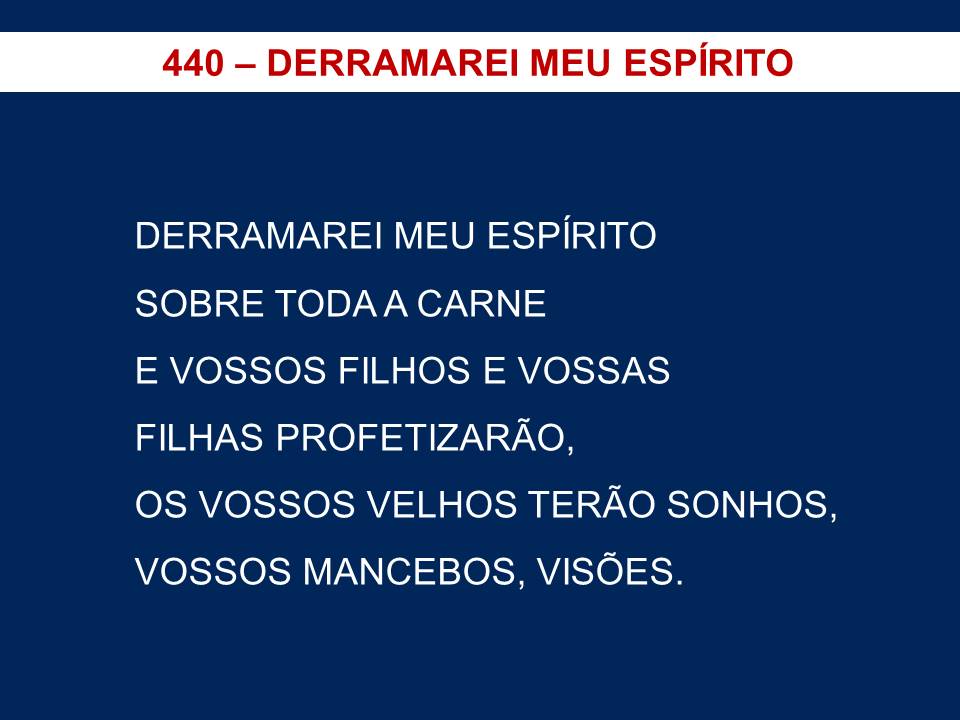 440 – DERRAMAREI MEU ESPÍRITO
DERRAMAREI MEU ESPÍRITO
SOBRE TODA A CARNE
E VOSSOS FILHOS E VOSSAS
FILHAS PROFETIZARÃO,
OS VOSSOS VELHOS TERÃO SONHOS,
VOSSOS MANCEBOS, VISÕES.